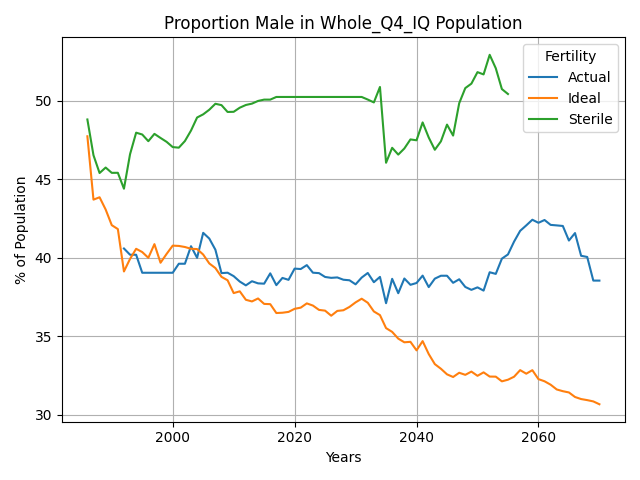 Proportion Male in Whole_Q4_IQ Population
Fertility
Actual
Ideal
Sterile
% of Population
50
45
40
35
30
2000 2020 2040 2060
Years